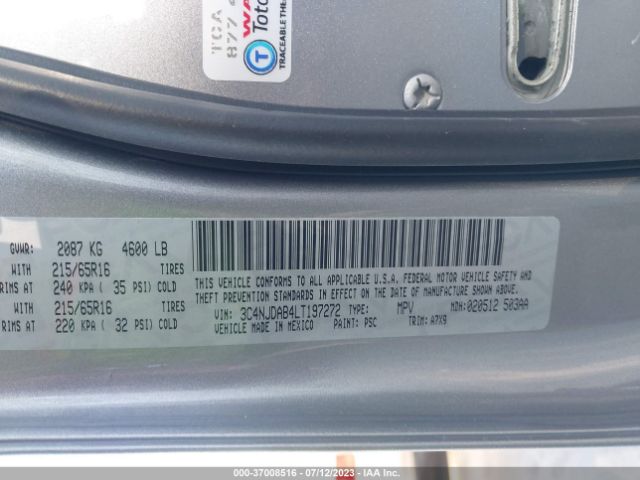 TCA
WA
877
Toto
TRACEABLE THE
GVWR: 2087 KG 4600 LB
WITH 215/65R16 TIRES
RIMS AT 240 KPA ( 35 PSI) COLD
WITH 215/65R16 TIRES
RIMS AT 220 KPA ( 32 PSI) COLD
THIS VEHICLE CONFORMS TO ALL APPLICABLE U.S.A. FEDERAL MOTOR VEHICLE SAFETY AND
THEFT PREVENTION STANDARDS IN EFFECT ON THE DATE OF MANUFACTURE SHOWN ABOVE.
VIN: 3C4NJDAB4LT197272 TYPE: MPV MDH: 020512 503AA
MADE IN MEXICO PAINT: PSC TRIM: A7X9
000-37008516 - 07/12/2023 - © IAA Inc.